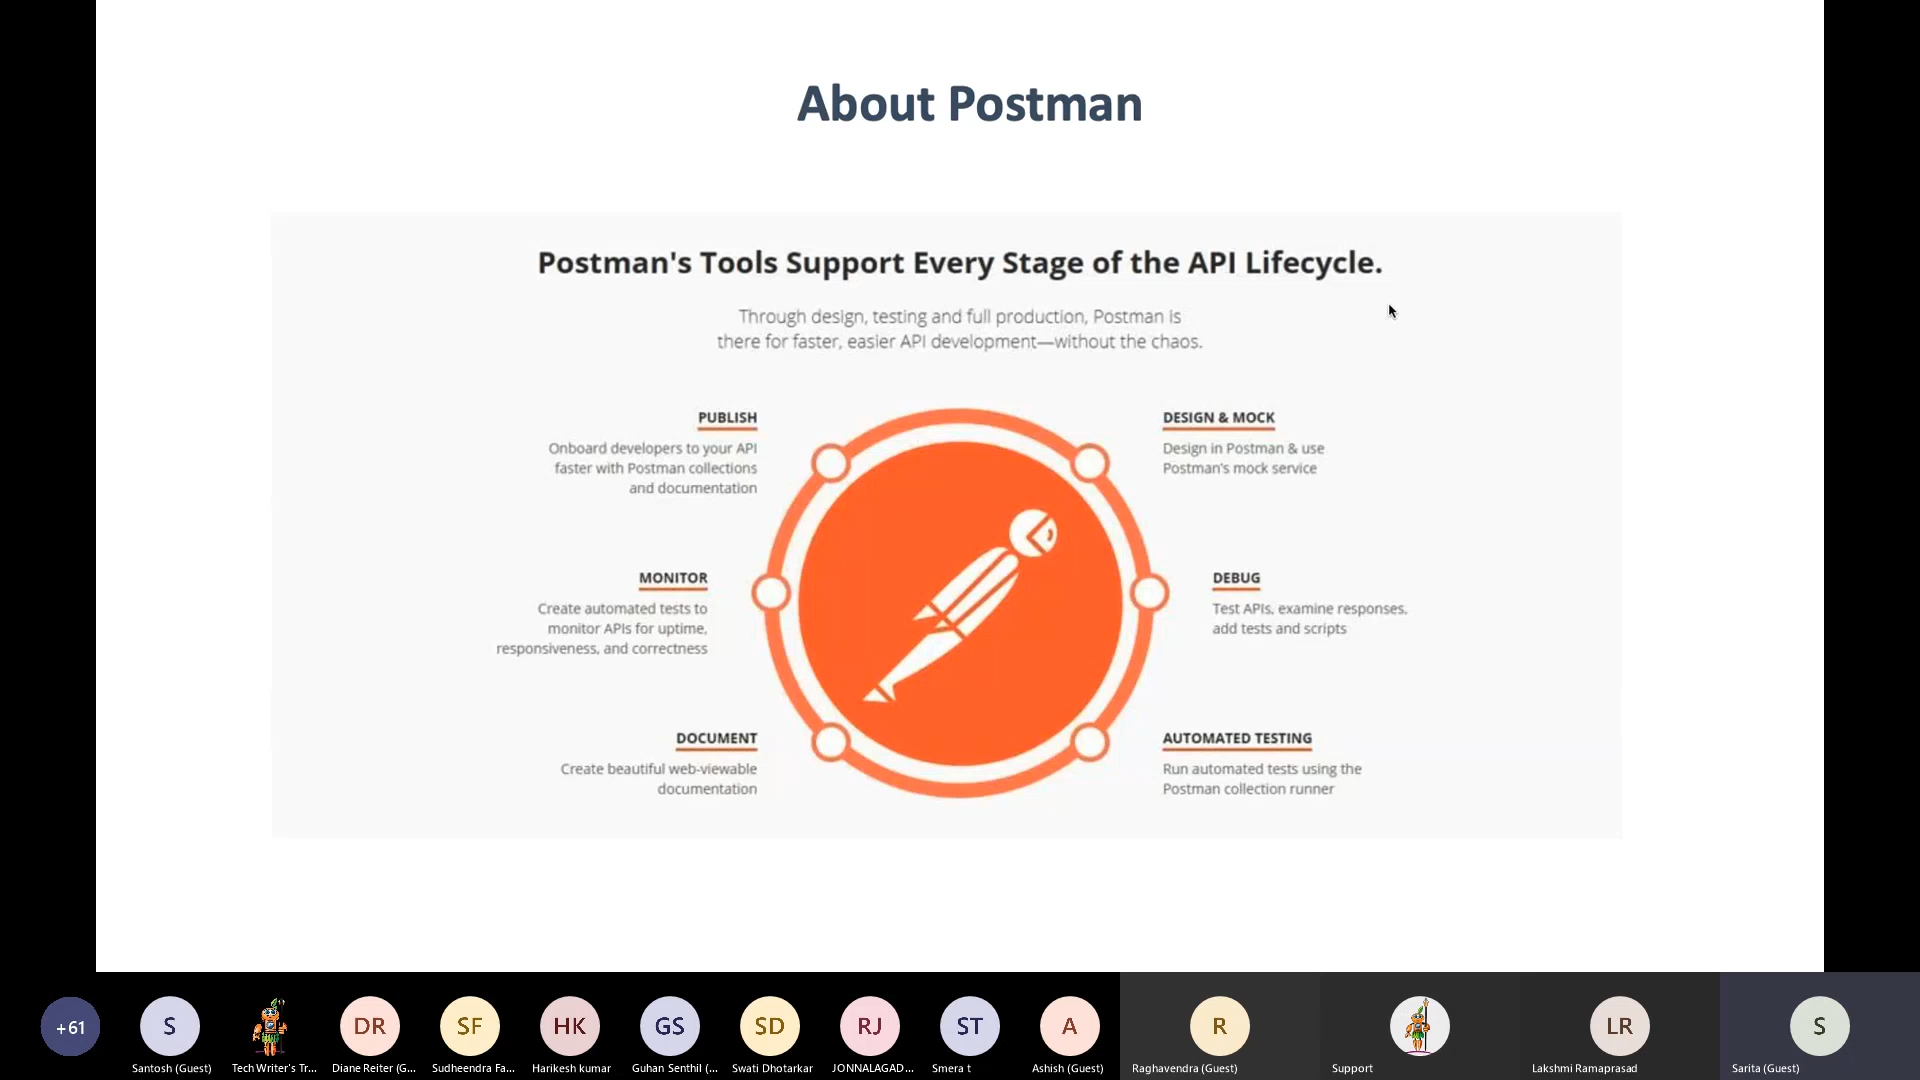 About Postman
Postman's Tools Support Every Stage of the API Lifecycle.
Through design, testing and full production, Postman is
there for faster, easier API development—without the chaos.
PUBLISH
Onboard developers to your API
faster with Postman collections
and documentation
DESIGN & MOCK
Design in Postman & use
Postman's mock service
MONITOR
Create automated tests to
monitor APIs for uptime,
responsiveness, and correctness
DEBUG
Test APIs, examine responses,
add tests and scripts
DOCUMENT
Create beautiful web-viewable
documentation
AUTOMATED TESTING
Run automated tests using the
Postman collection runner
+61
S
DR
SF
HK
GS
SD
RJ
ST
A
R
LR
S
Santosh (Guest)
Tech Writer's Tr...
Diane Reiter (G...
Sudheendra Fa...
Harikesh kumar
Guhan Senthil (...
Swati Dhotarkar
JONNALAGAD...
Smera t
Ashish (Guest)
Raghavendra (Guest)
Support
Lakshmi Ramaprasad
Sarita (Guest)